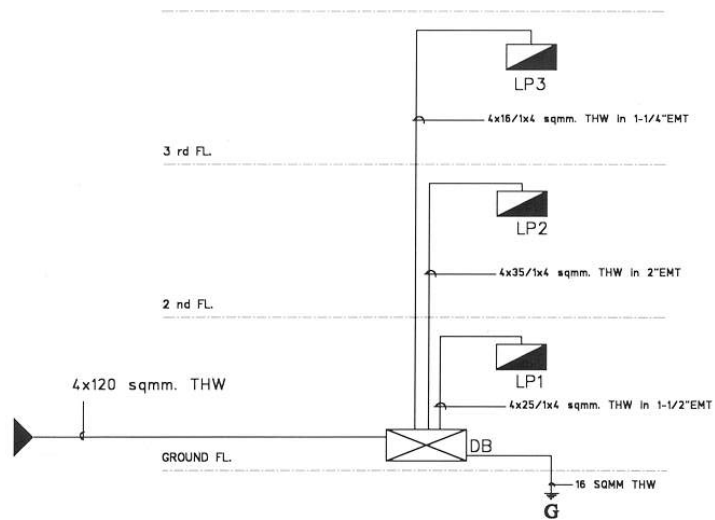 LP3
4x16/1x4 sqmm. THW in 1-1/4"EMT
3 rd FL.
LP2
4x35/1x4 sqmm. THW in 2"EMT
2 nd FL.
LP1
4x120 sqmm. THW
4x25/1x4 sqmm. THW in 1-1/2"EMT
DB
GROUND FL.
16 SQMM THW
G